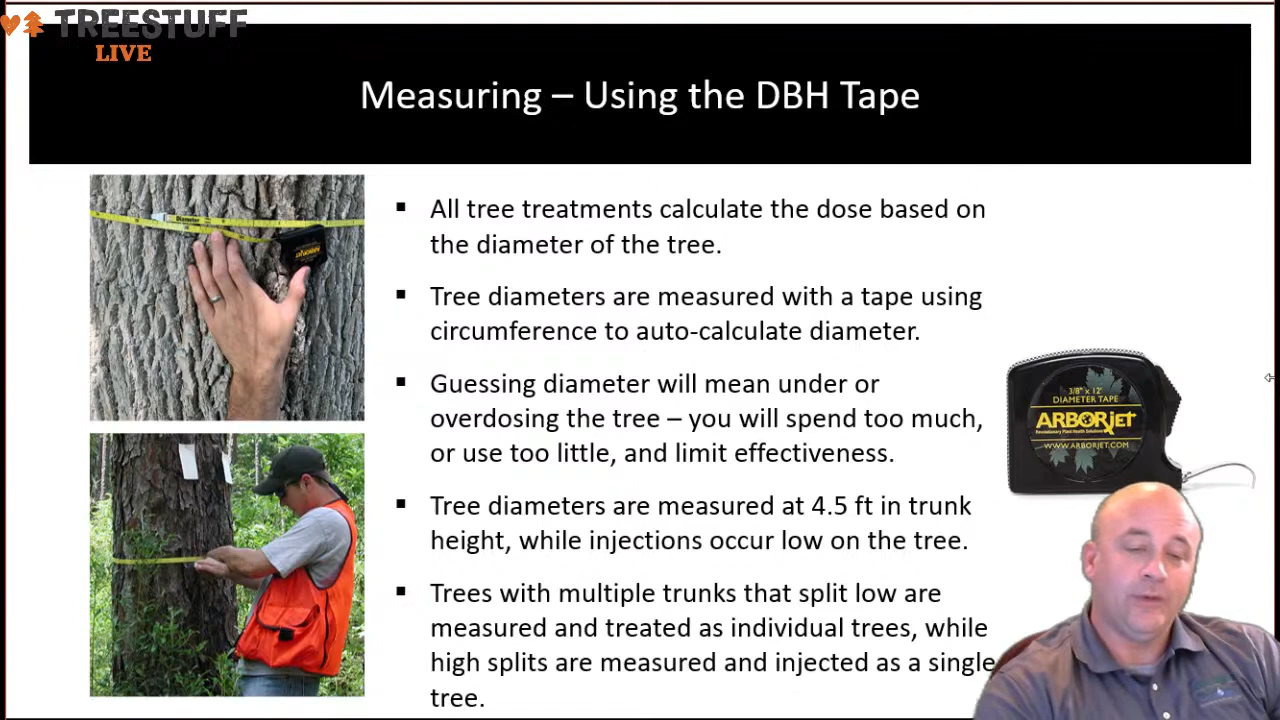 TREESTUFF
LIVE
Measuring – Using the DBH Tape
▪ All tree treatments calculate the dose based on
the diameter of the tree.
▪ Tree diameters are measured with a tape using
circumference to auto-calculate diameter.
▪ Guessing diameter will mean under or
overdosing the tree – you will spend too much,
or use too little, and limit effectiveness.
▪ Tree diameters are measured at 4.5 ft in trunk
height, while injections occur low on the tree.
▪ Trees with multiple trunks that split low are
measured and treated as individual trees, while
high splits are measured and injected as a single
tree.
Diameter
3/8" x 12'
DIAMETER TAPE
ARBORJET
Revolutionary Plant Health Solutions
WWW.ARBORJET.COM